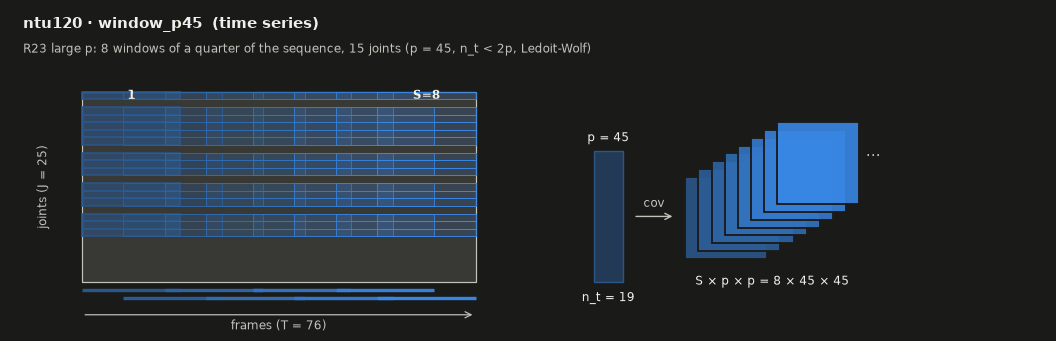 ntu120 · window_p45 (time series)
R23 large p: 8 windows of a quarter of the sequence, 15 joints (p = 45, n_t < 2p, Ledoit-Wolf)
1
S=8
joints (J = 25)
frames (T = 76)
p = 45
n_t = 19
cov
...
S × p × p = 8 × 45 × 45